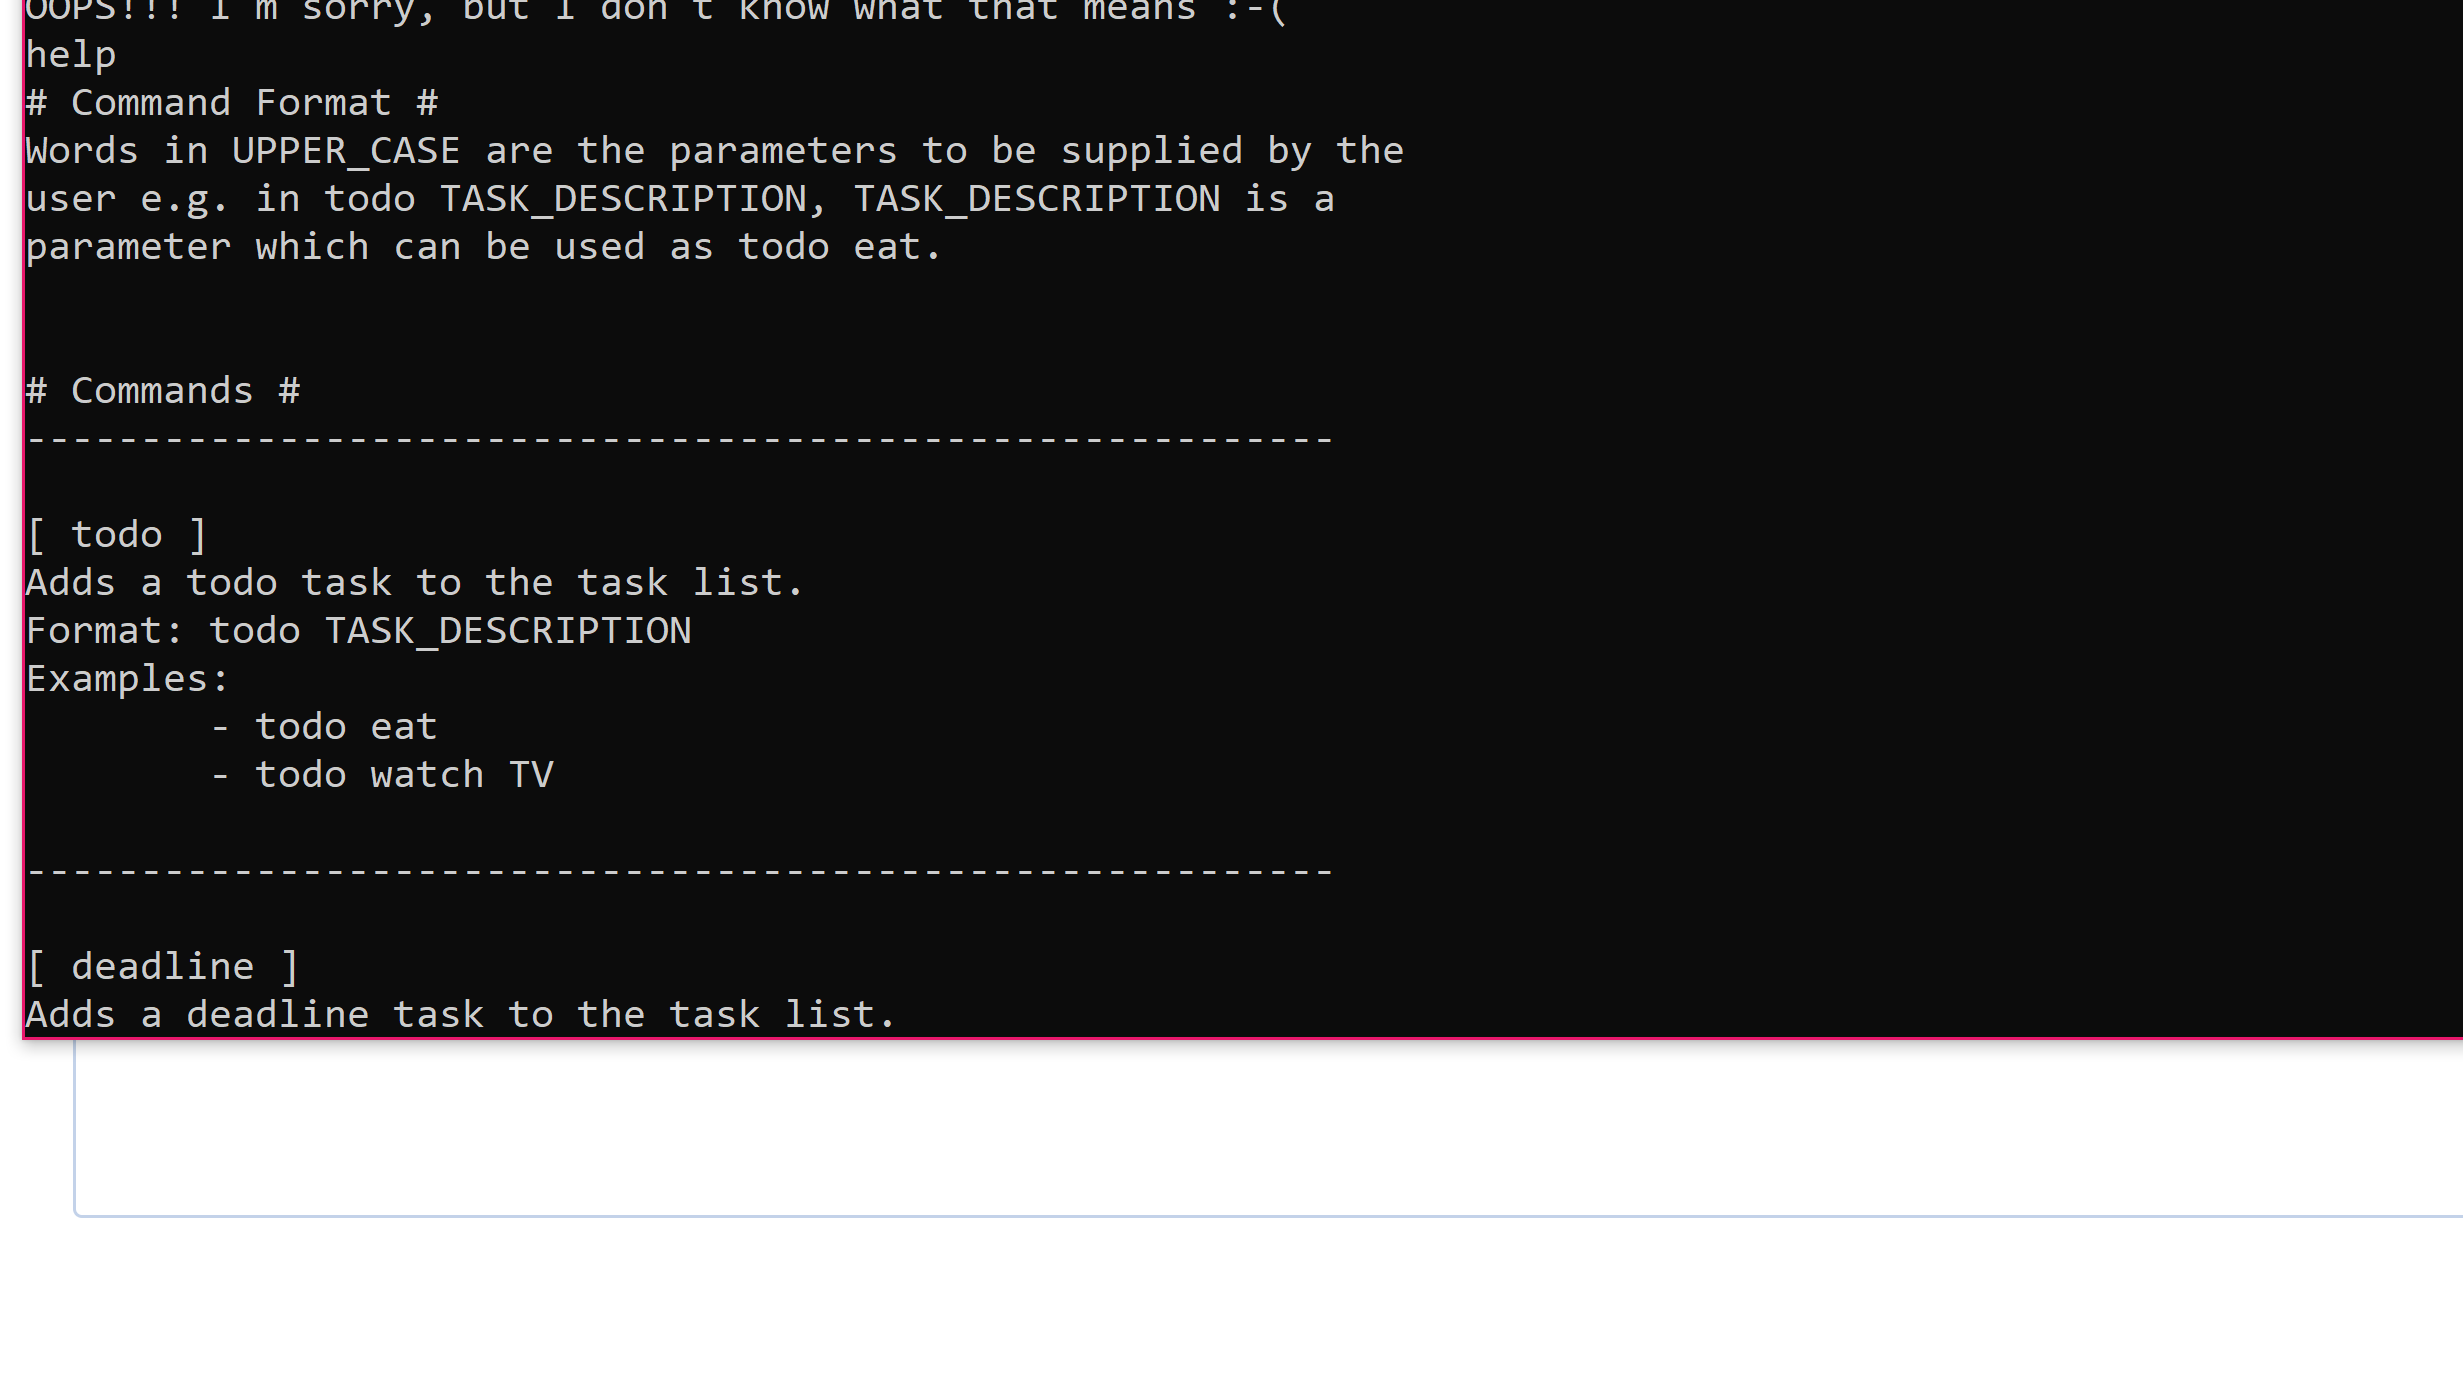 OOPS!!! I'm sorry, but I don't know what that means :-(
help
# Command Format #
Words in UPPER_CASE are the parameters to be supplied by the
user e.g. in todo TASK_DESCRIPTION, TASK_DESCRIPTION is a
parameter which can be used as todo eat.
# Commands #
---------------------------------------------------------
[ todo ]
Adds a todo task to the task list.
Format: todo TASK_DESCRIPTION
Examples:
- todo eat
- todo watch TV
---------------------------------------------------------
[ deadline ]
Adds a deadline task to the task list.